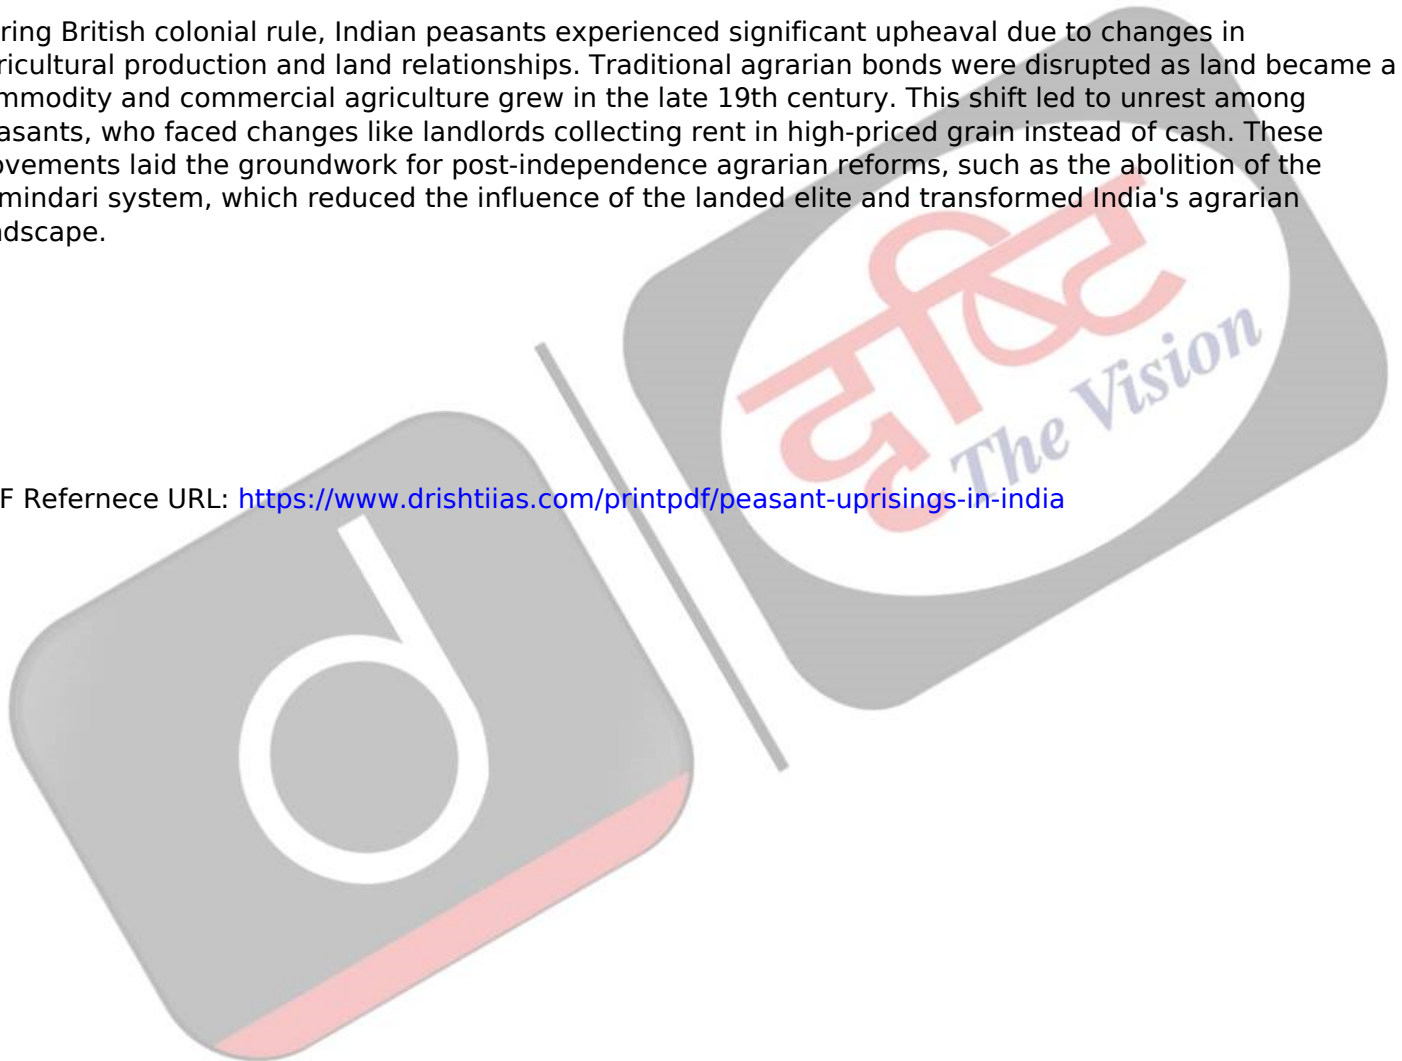 ring British colonial rule, Indian peasants experienced significant upheaval due to changes in
ricultural production and land relationships. Traditional agrarian bonds were disrupted as land became a
mmodity and commercial agriculture grew in the late 19th century. This shift led to unrest among
asants, who faced changes like landlords collecting rent in high-priced grain instead of cash. These
ovements laid the groundwork for post-independence agrarian reforms, such as the abolition of the
mindari system, which reduced the influence of the landed elite and transformed India's agrarian
ndscape.
दृष्टि
The Vision
F Refernece URL: https://www.drishtiias.com/printpdf/peasant-uprisings-in-india
d